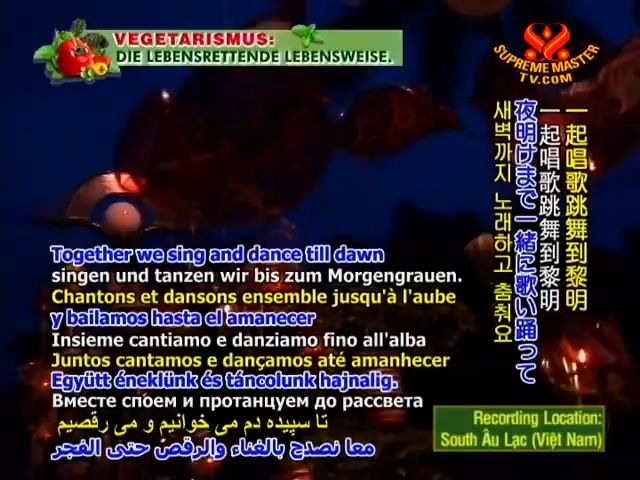 VEGETARISMUS:
DIE LEBENSRETTENDE LEBENSWEISE.
SUPREME MASTER
TV.COM
一起唱歌跳舞到黎明
一起唱歌跳舞到黎明
夜明けまで一緒に歌い踊って
새벽까지 노래하고 춤춰요
Together we sing and dance till dawn
singen und tanzen wir bis zum Morgengrauen.
Chantons et dansons ensemble jusqu'à l'aube
y bailamos hasta el amanecer
Insieme cantiamo e danziamo fino all'alba
Juntos cantamos e dançamos até amanhecer
Együtt éneklünk és táncolunk hajnalig.
Вместе споем и протанцуем до рассвета
تا سپیده دم می خوانیم و می رقصیم
معا نصدح بالغناء والرقص حتى الفجر
Recording Location:
South Âu Lạc (Việt Nam)